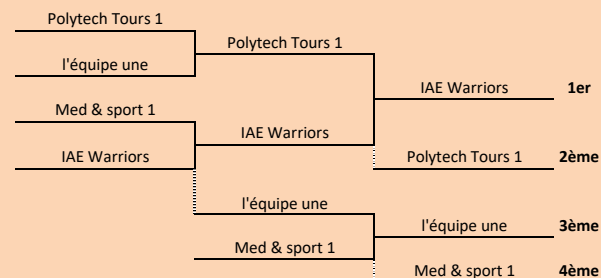 Polytech Tours 1
l'équipe une
Med & sport 1
IAE Warriors
Polytech Tours 1
IAE Warriors
l'équipe une
Med & sport 1
IAE Warriors 1er
Polytech Tours 1 2ème
l'équipe une 3ème
Med & sport 1 4ème